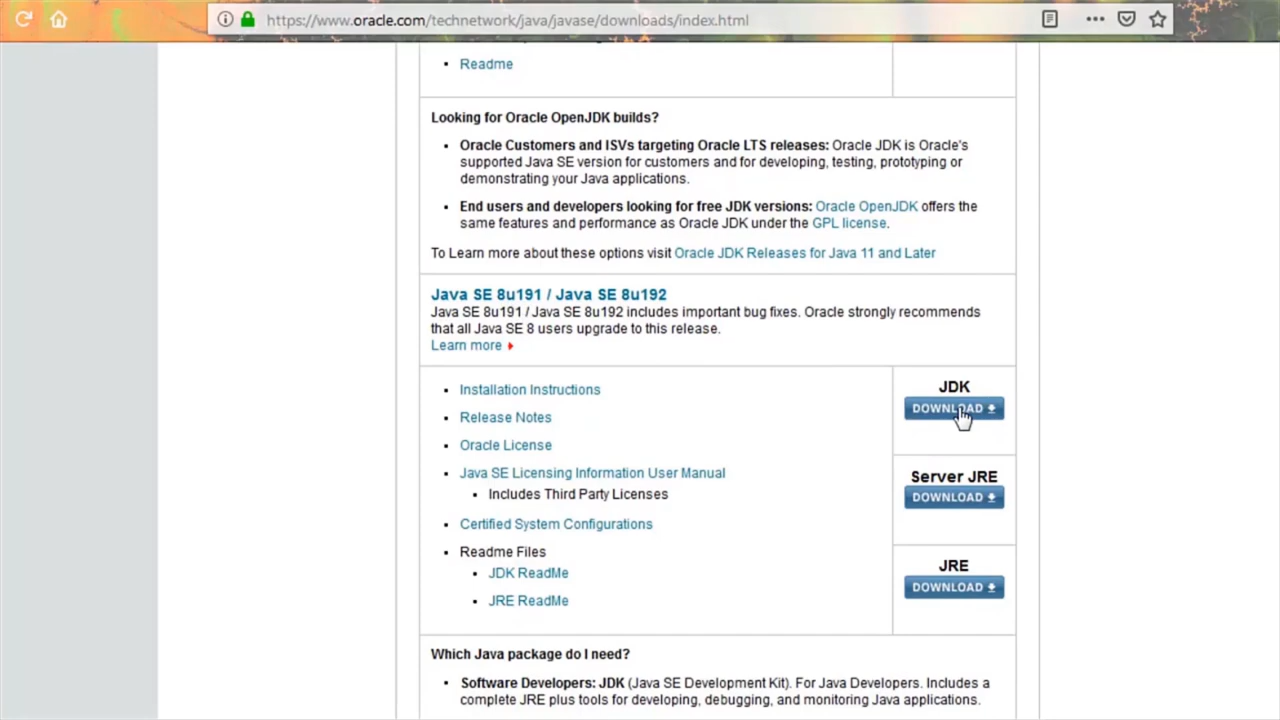 https://www.oracle.com/technetwork/java/javase/downloads/index.html
Readme
Looking for Oracle OpenJDK builds?
Oracle Customers and ISVs targeting Oracle LTS releases: Oracle JDK is Oracle's
supported Java SE version for customers and for developing, testing, prototyping or
demonstrating your Java applications.
End users and developers looking for free JDK versions: Oracle OpenJDK offers the
same features and performance as Oracle JDK under the GPL license.
To Learn more about these options visit Oracle JDK Releases for Java 11 and Later
Java SE 8u191 / Java SE 8u192
Java SE 8u191 / Java SE 8u192 includes important bug fixes. Oracle strongly recommends
that all Java SE 8 users upgrade to this release.
Learn more
Installation Instructions
Release Notes
Oracle License
Java SE Licensing Information User Manual
Includes Third Party Licenses
Certified System Configurations
Readme Files
JDK ReadMe
JRE ReadMe
JDK
DOWNLOAD
Server JRE
DOWNLOAD
JRE
DOWNLOAD
Which Java package do I need?
Software Developers: JDK (Java SE Development Kit). For Java Developers. Includes a
complete JRE plus tools for developing, debugging, and monitoring Java applications.